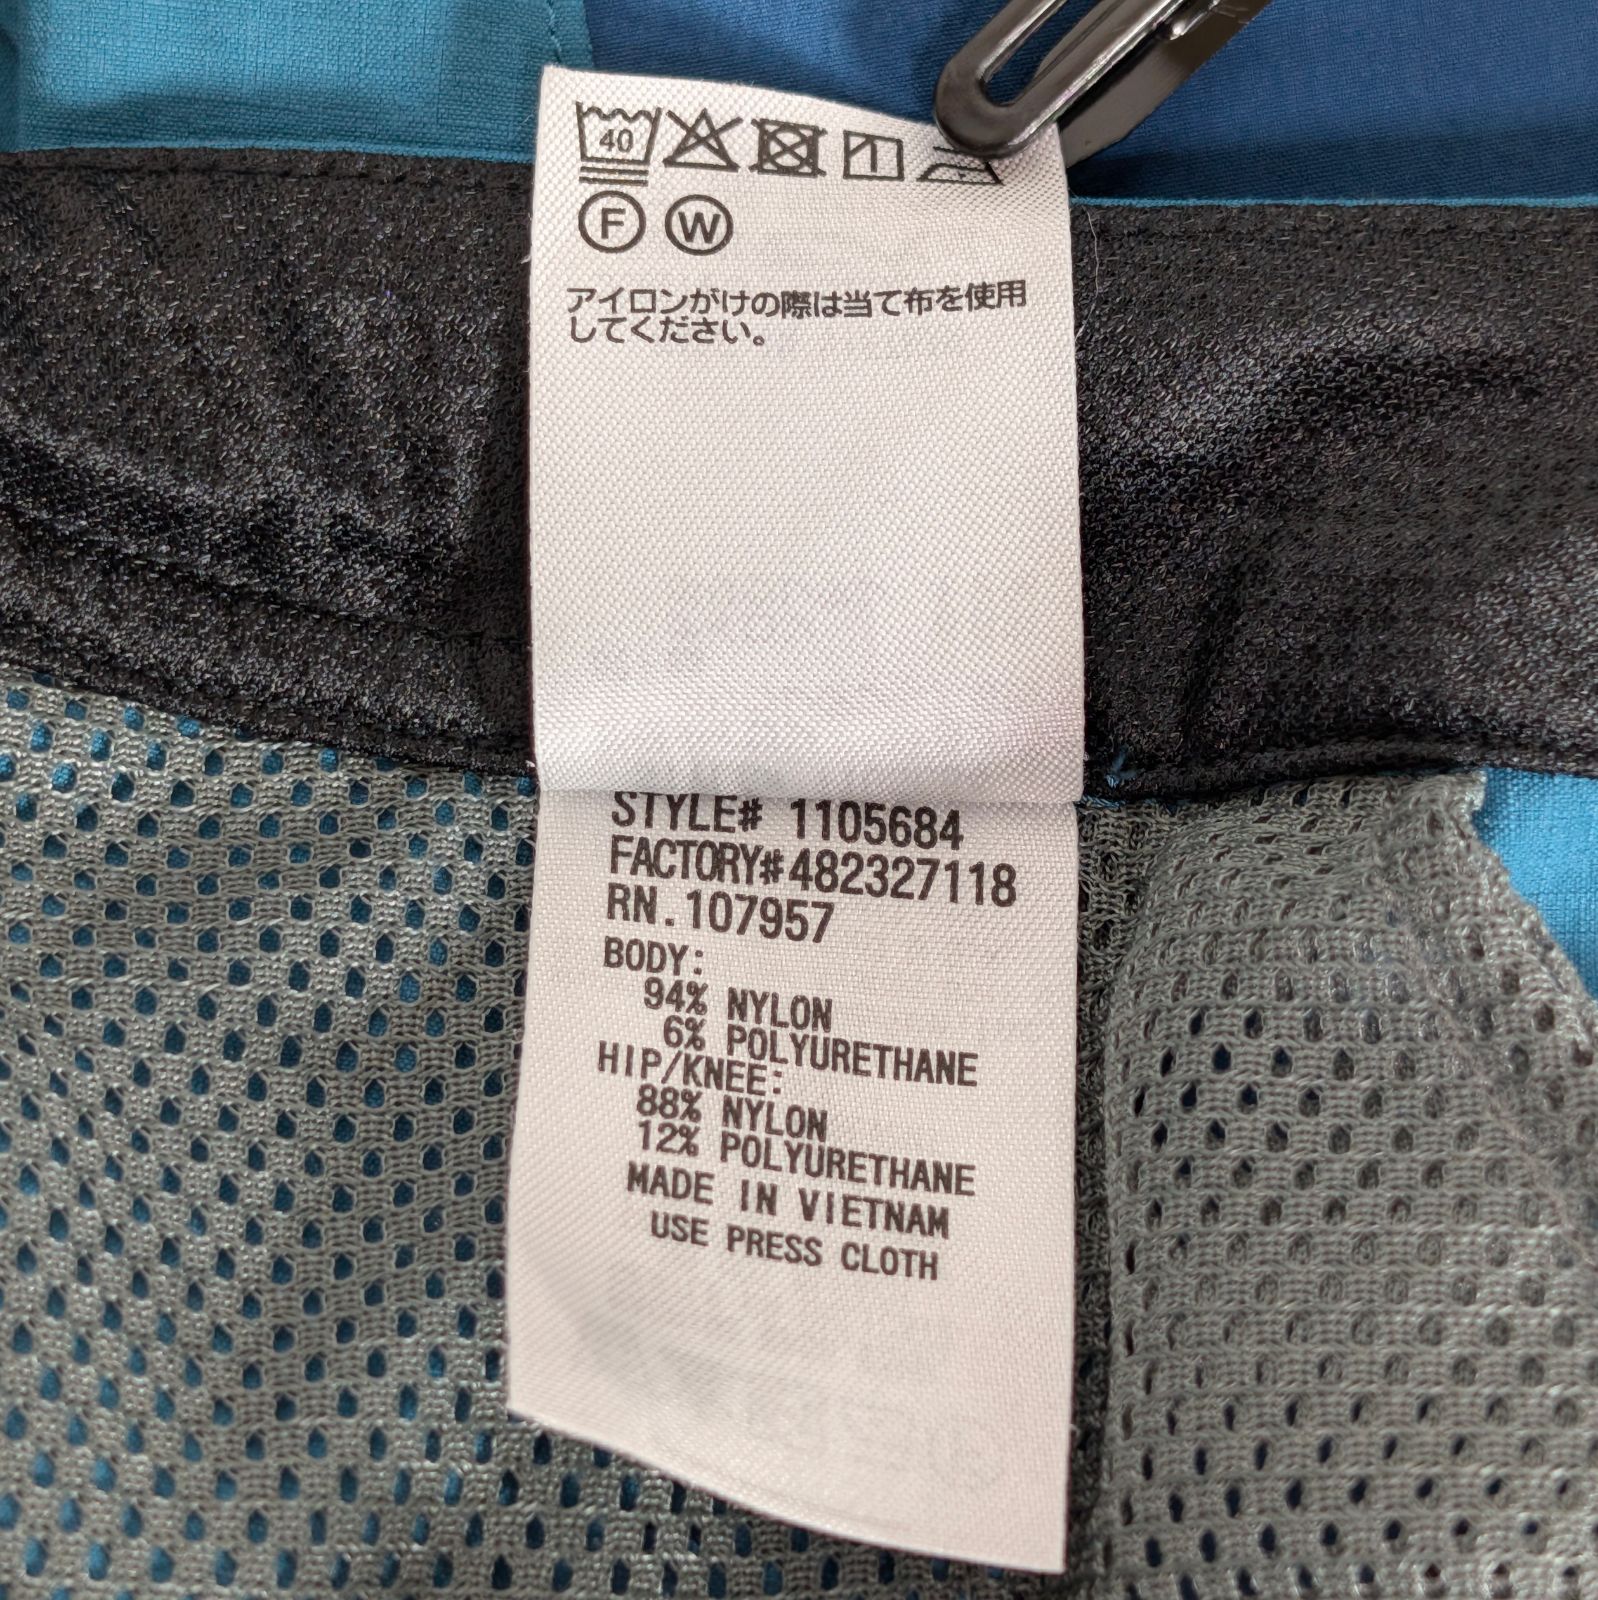 40
F W
アイロンがけの際は当て布を使用
してください。
STYLE# 1105684
FACTORY#482327118
RN.107957
BODY:
94% NYLON
6% POLYURETHANE
HIP/KNEE:
88% NYLON
12% POLYURETHANE
MADE IN VIETNAM
USE PRESS CLOTH